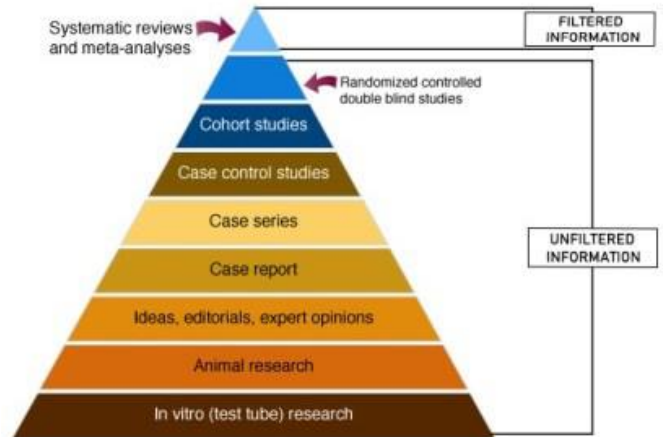 Systematic reviews
and meta-analyses
FILTERED
INFORMATION
Randomized controlled
double blind studies
Cohort studies
Case control studies
Case series
UNFILTERED
INFORMATION
Case report
Ideas, editorials, expert opinions
Animal research
In vitro (test tube) research